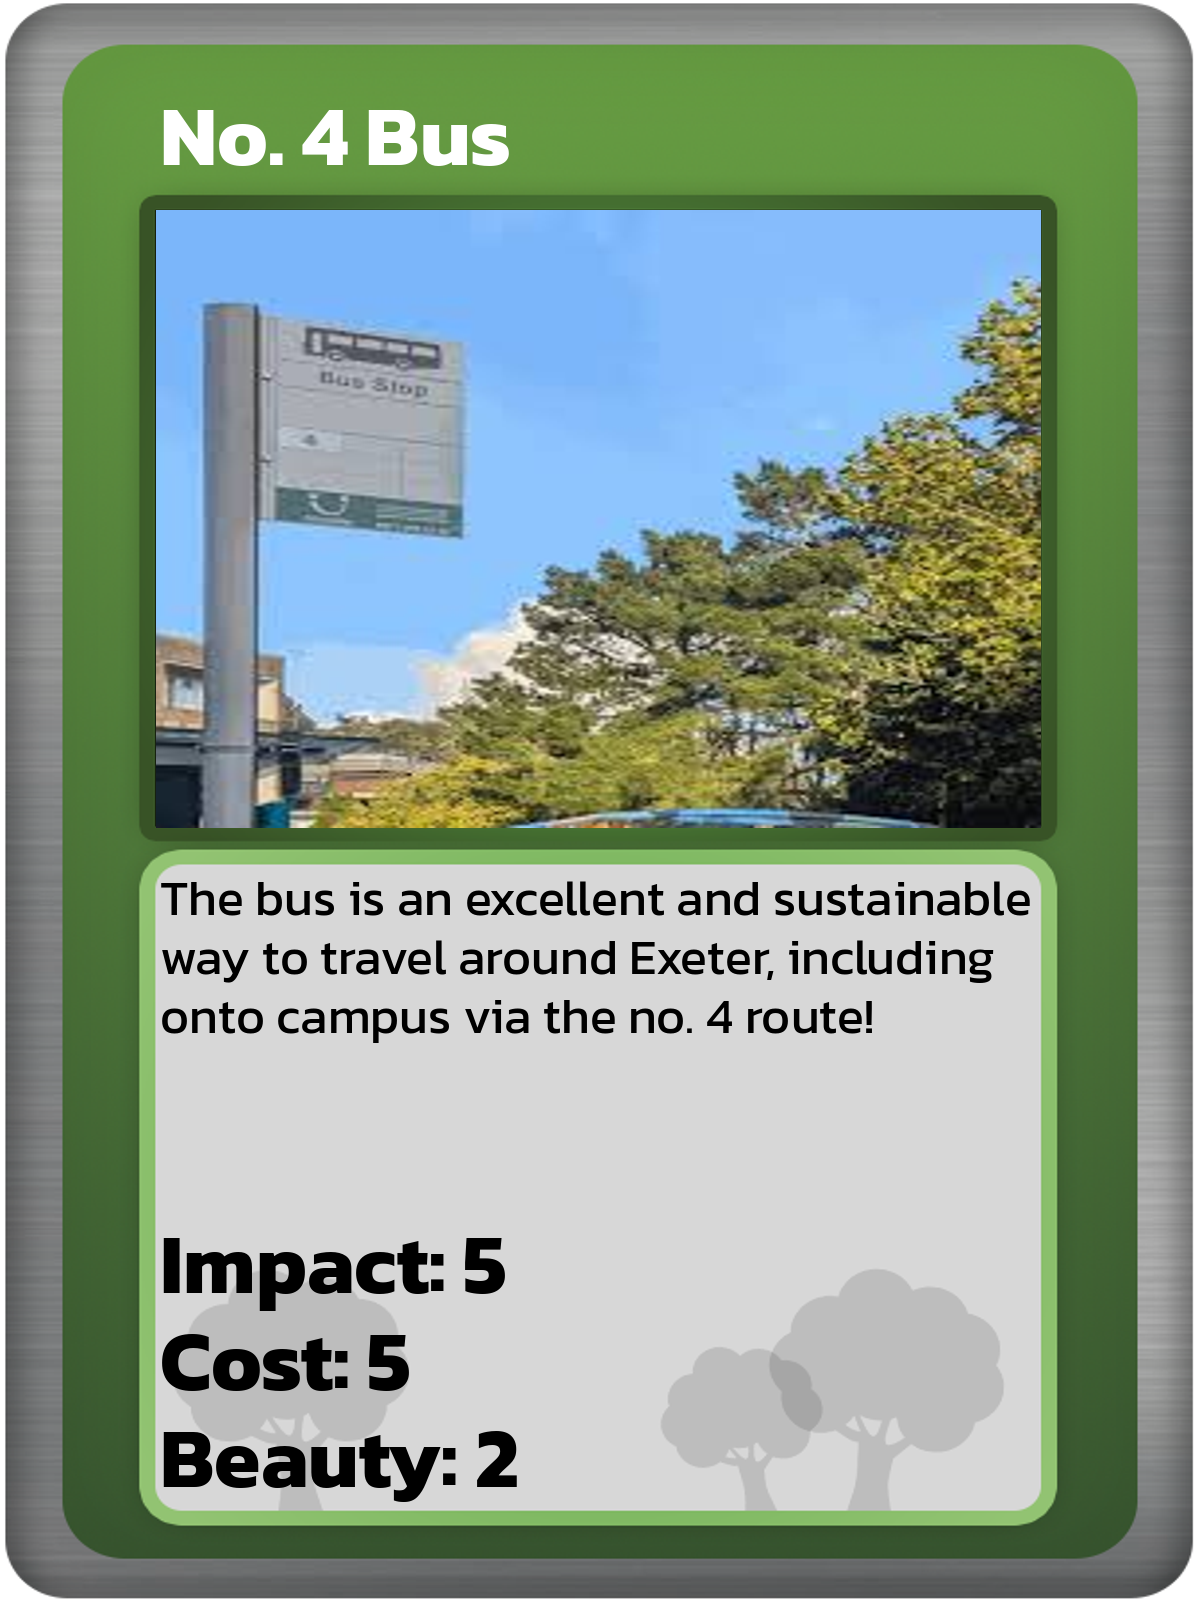 No. 4 Bus
Bus Stop
4
The bus is an excellent and sustainable
way to travel around Exeter, including
onto campus via the no. 4 route!
Impact: 5
Cost: 5
Beauty: 2